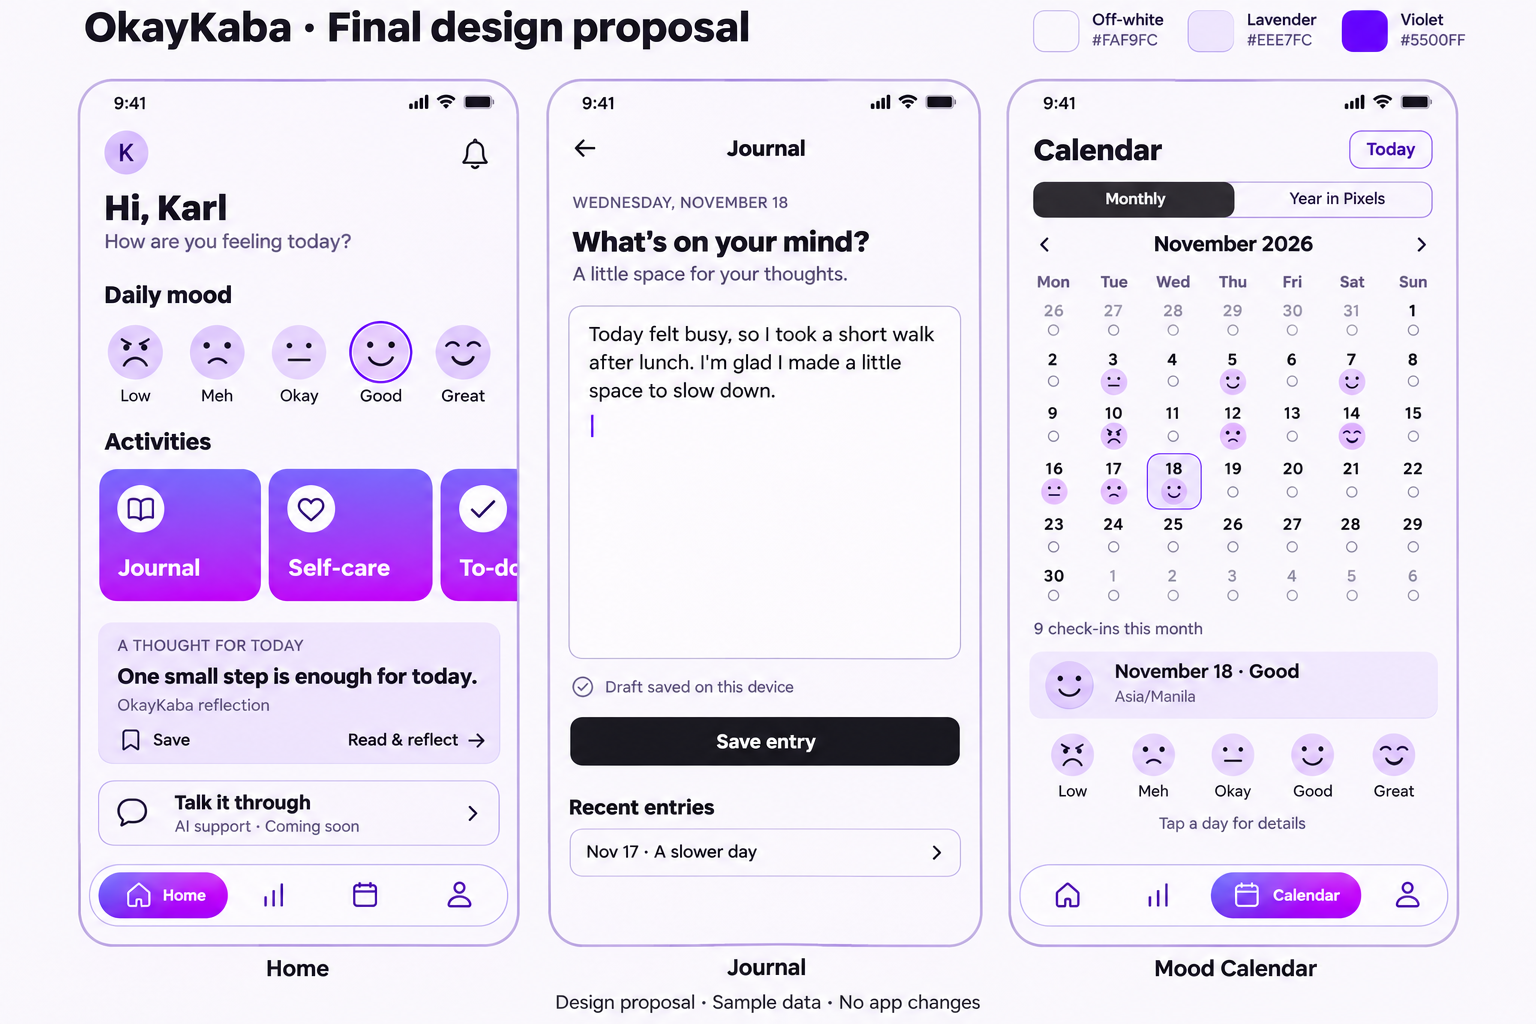 OkayKaba · Final design proposal
Off-white
#FAF9FC
Lavender
#EEE7FC
Violet
#5500FF
9:41
K
Hi, Karl
How are you feeling today?
Daily mood
Low Meh Okay Good Great
Activities
Journal Self-care To-do
A THOUGHT FOR TODAY
One small step is enough for today.
OkayKaba reflection
Save Read & reflect
Talk it through
AI support · Coming soon
Home
Home
9:41
Journal
WEDNESDAY, NOVEMBER 18
What's on your mind?
A little space for your thoughts.
Today felt busy, so I took a short walk
after lunch. I'm glad I made a little
space to slow down.
Draft saved on this device
Save entry
Recent entries
Nov 17 · A slower day
Journal
9:41
Calendar Today
Monthly Year in Pixels
November 2026
Mon Tue Wed Thu Fri Sat Sun
26 27 28 29 30 31 1
2 3 4 5 6 7 8
9 10 11 12 13 14 15
16 17 18 19 20 21 22
23 24 25 26 27 28 29
30 1 2 3 4 5 6
9 check-ins this month
November 18 · Good
Asia/Manila
Low Meh Okay Good Great
Tap a day for details
Calendar
Mood Calendar
Design proposal · Sample data · No app changes